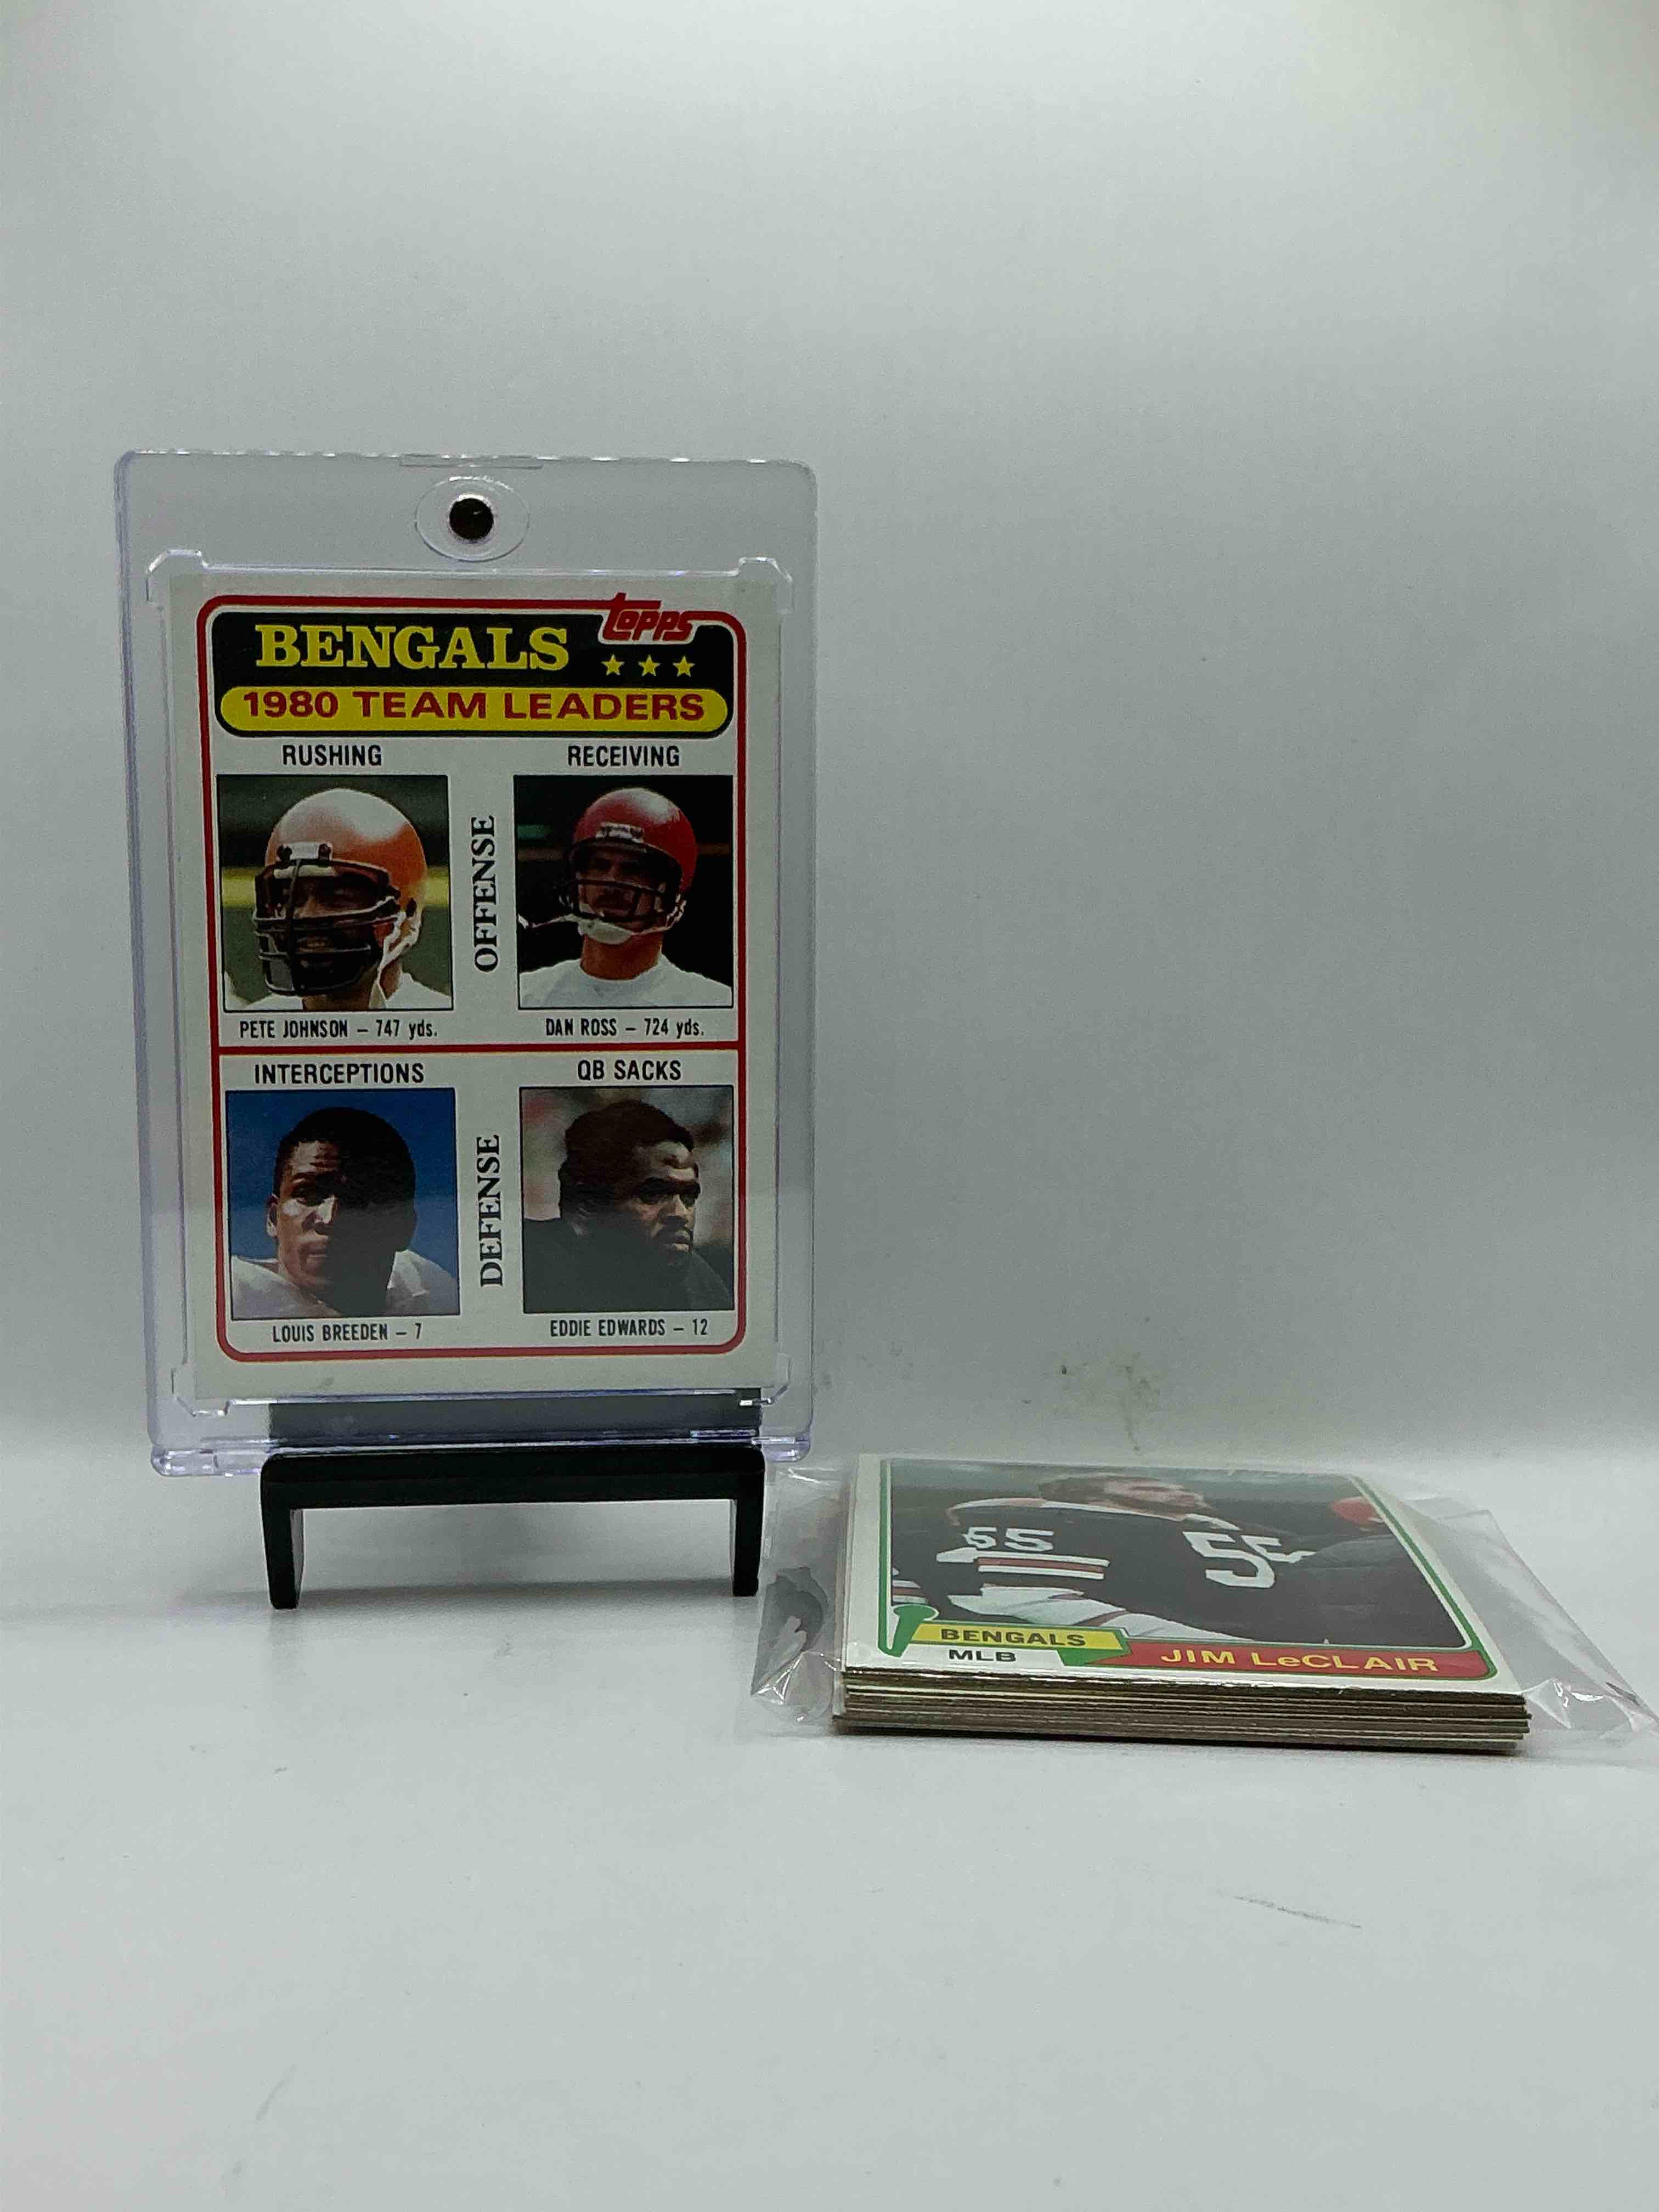 topps
BENGALS
1980 TEAM LEADERS
RUSHING
RECEIVING
OFFENSE
PETE JOHNSON – 747 yds.
DAN ROSS – 724 yds.
INTERCEPTIONS
QB SACKS
DEFENSE
LOUIS BREEDEN – 7
EDDIE EDWARDS – 12
55
55
BENGALS
MLB
JIM LeCLAIR